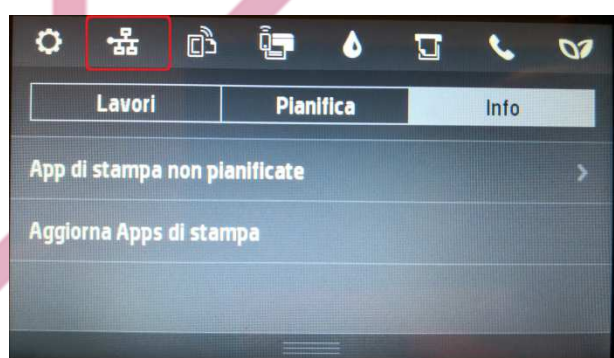 Lavori
Pianifica
Info
App di stampa non pianificate
Aggiorna Apps di stampa